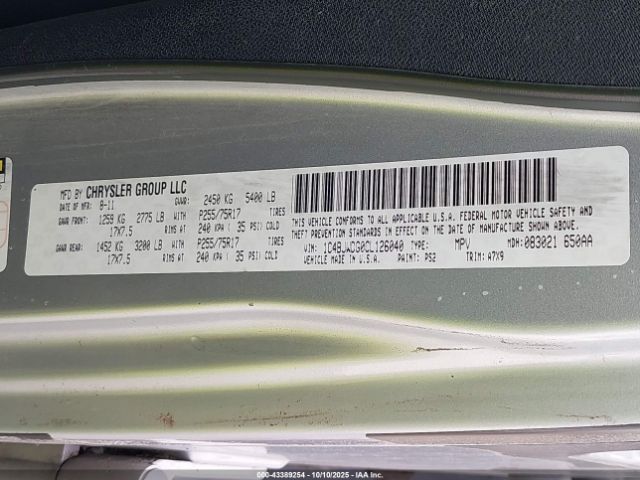 MFD BY CHRYSLER GROUP LLC
DATE OF MFR: 8-11 GVWR: 2450 KG 5400 LB
GAWR FRONT: 1259 KG 2775 LB WITH P255/75R17 TIRES
17X7.5 RIMS AT 240 KPA ( 35 PSI) COLD
GAWR REAR: 1452 KG 3200 LB WITH P255/75R17 TIRES
17X7.5 RIMS AT 240 KPA ( 35 PSI) COLD
THIS VEHICLE CONFORMS TO ALL APPLICABLE U.S.A. FEDERAL MOTOR VEHICLE SAFETY AND
THEFT PREVENTION STANDARDS IN EFFECT ON THE DATE OF MANUFACTURE SHOWN ABOVE.
VIN: 1C4BJADG0CL126040 TYPE: MPV MDH: 083021 650AA
VEHICLE MADE IN U.S.A. PAINT: PS2 TRIM: A7X9
000-43389254 - 10/10/2025 - Copyright © IAA